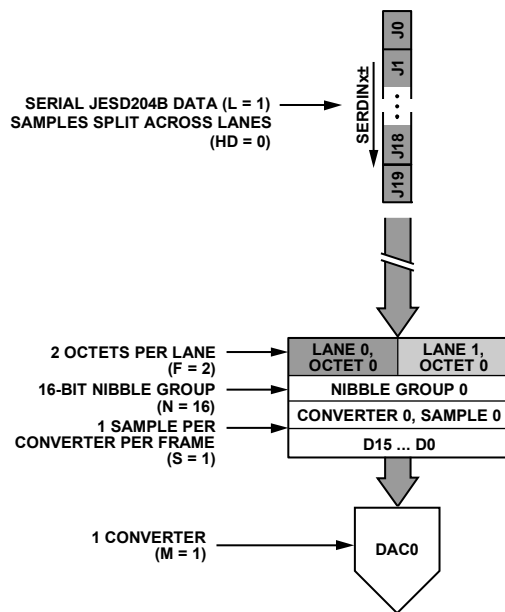 J0
J1
SERDINx±
J18
J19
SERIAL JESD204B DATA (L = 1)
SAMPLES SPLIT ACROSS LANES
(HD = 0)
2 OCTETS PER LANE
(F = 2)
LANE 0,
OCTET 0
LANE 1,
OCTET 0
16-BIT NIBBLE GROUP
(N = 16)
NIBBLE GROUP 0
1 SAMPLE PER
CONVERTER PER FRAME
(S = 1)
CONVERTER 0, SAMPLE 0
D15 ... D0
1 CONVERTER
(M = 1)
DAC0